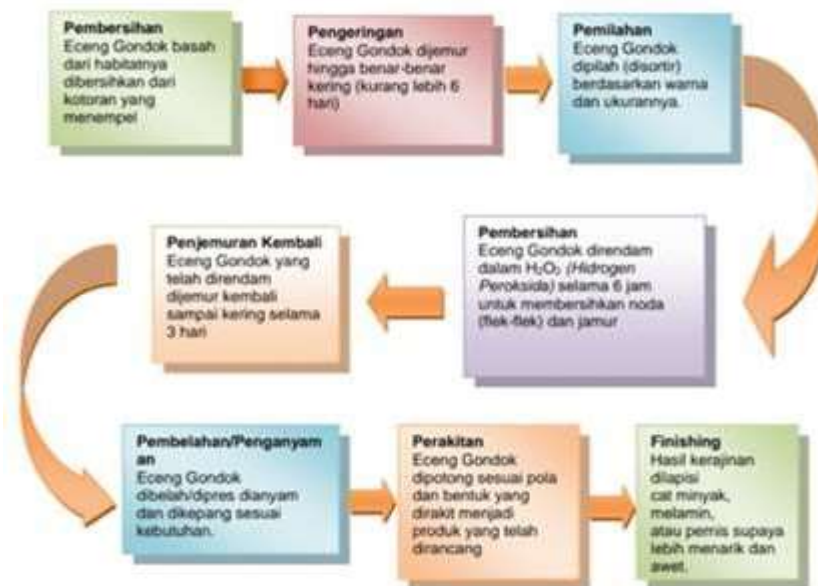 Pembersihan
Eceng Gondok basah
dari habitatnya
dibersihkan dari
kotoran yang
menempel
Pengeringan
Eceng Gondok dijemur
hingga benar-benar
kering (kurang lebih 6
hari)
Pemilahan
Eceng Gondok
dipilah (disortir)
berdasarkan warna
dan ukurannya.
Pembersihan
Eceng Gondok direndam
dalam H₂O₂ (Hidrogen
Peroksida) selama 6 jam
untuk membersihkan noda
(flek-flek) dan jamur
Penjemuran Kembali
Eceng Gondok yang
telah direndam
dijemur kembali
sampai kering selama
3 hari
Pembelahan/Penganyam
an
Eceng Gondok
dibelah/dipres dianyam
dan dikepang sesuai
kebutuhan.
Perakitan
Eceng Gondok
dipotong sesuai pola
dan bentuk yang
dirakit menjadi
produk yang telah
dirancang
Finishing
Hasil kerajinan
dilapisi
cat minyak,
melamin,
atau pernis supaya
lebih menarik dan
awet.